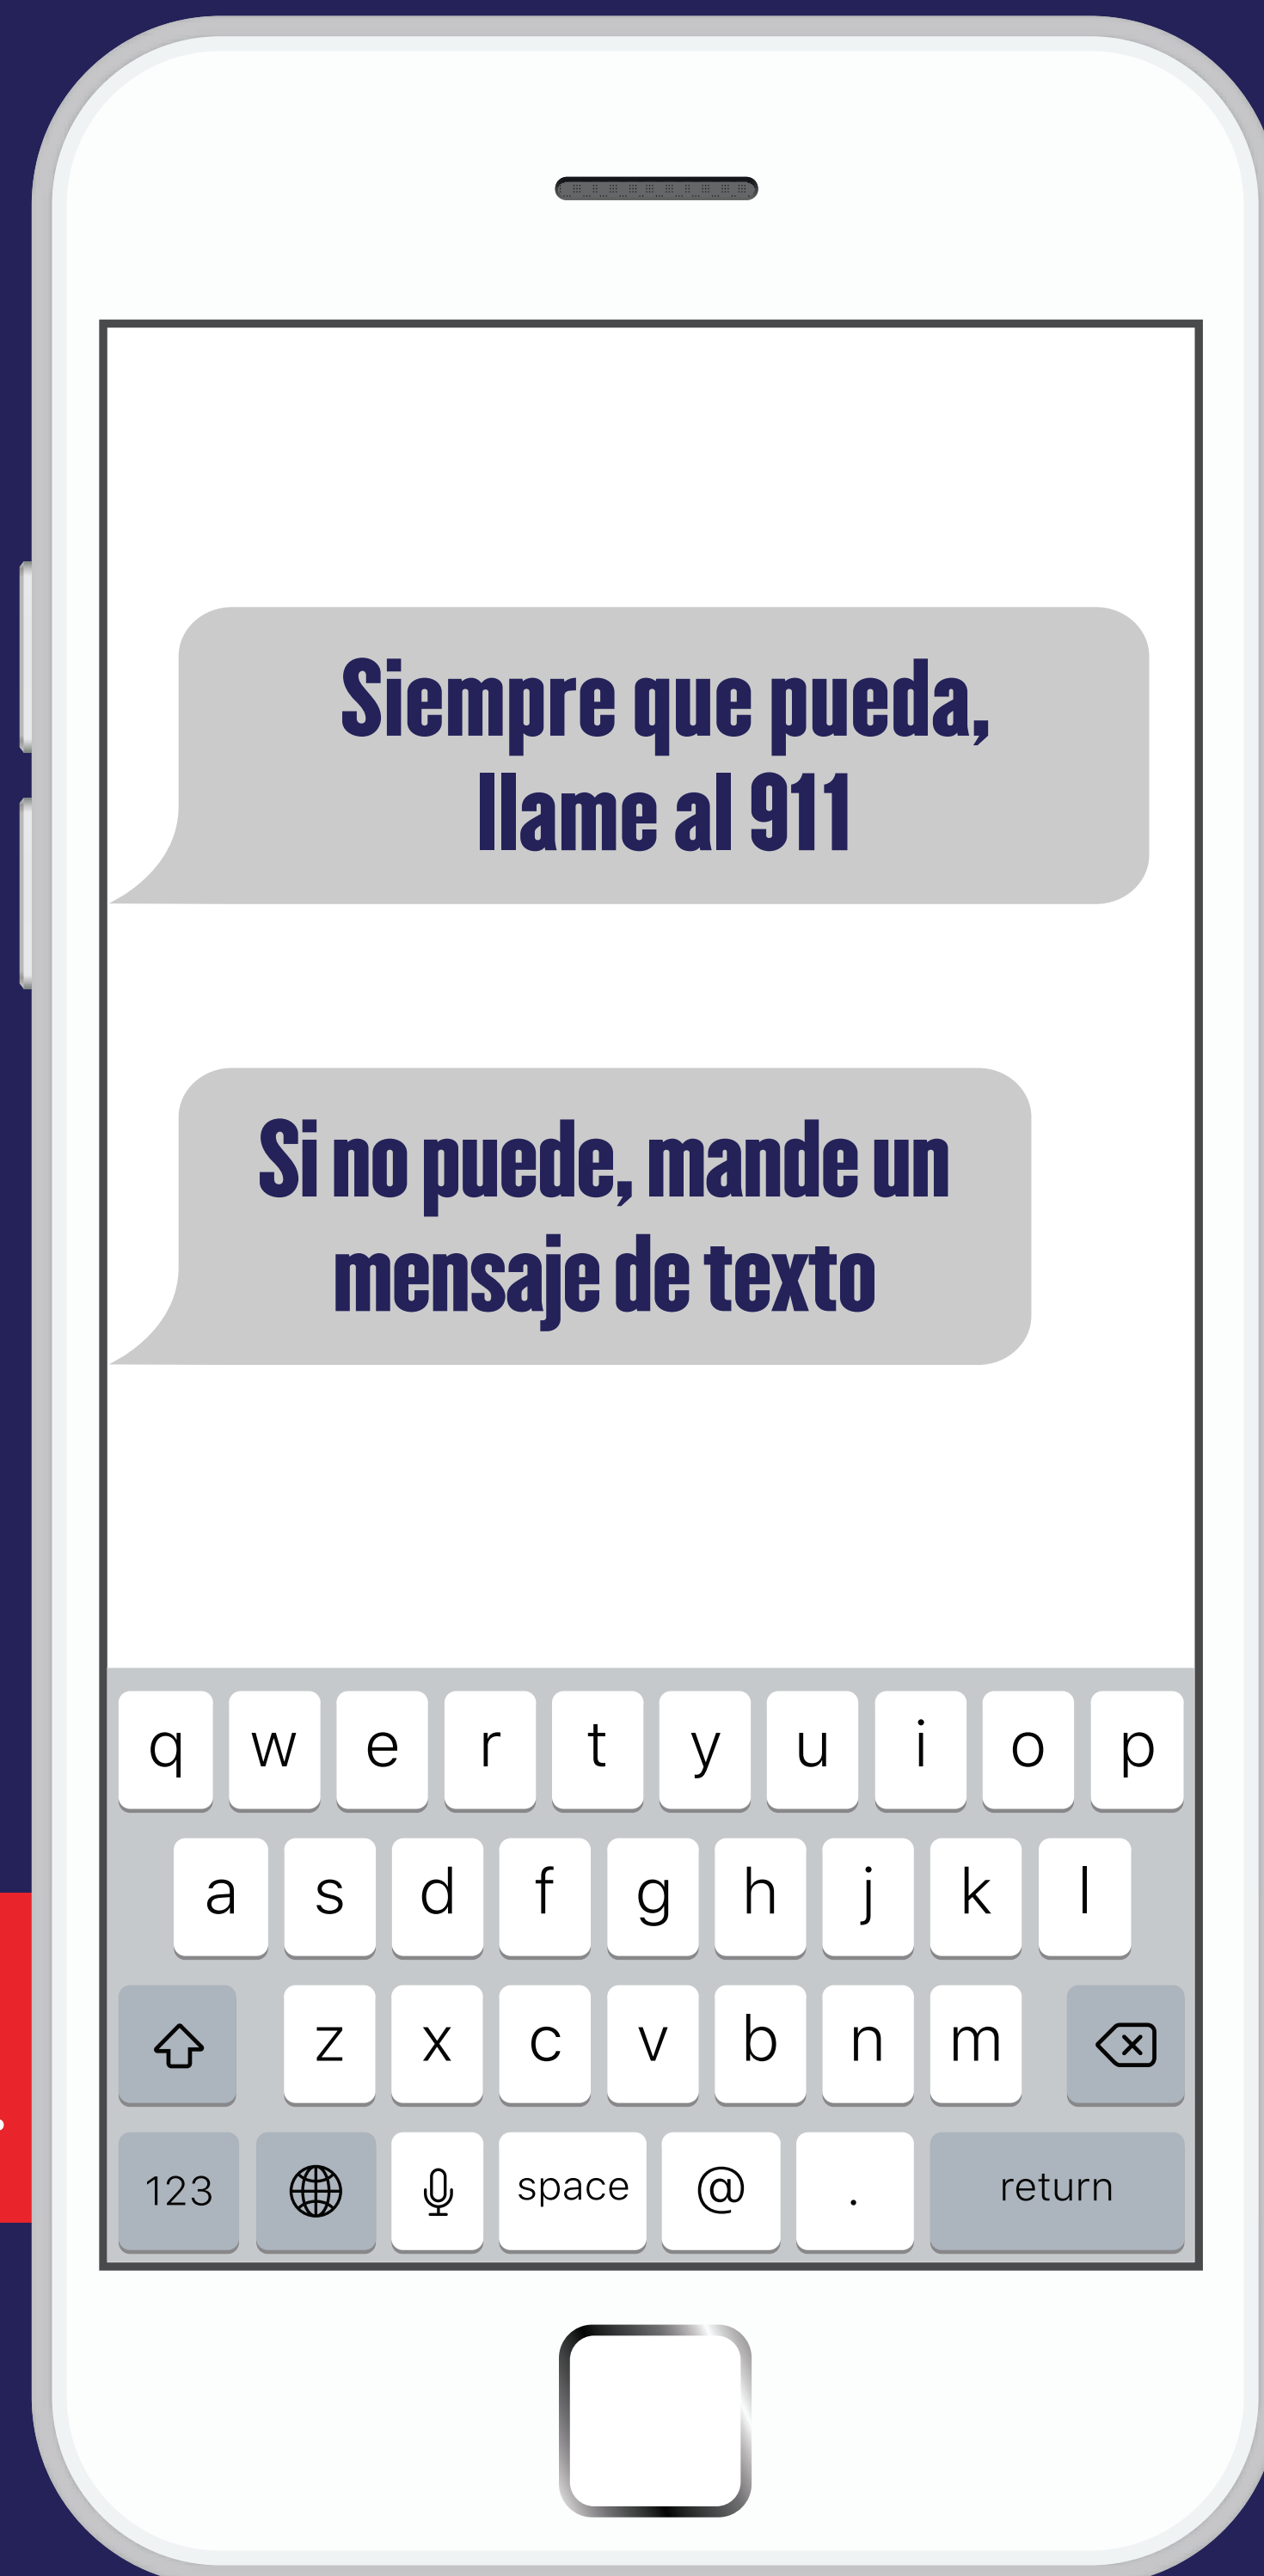 Siempre que pueda,
llame al 911
Si no puede, mande un
mensaje de texto
q w e r t y u i o p
a s d f g h j k l
z x c v b n m
123 space @ . return